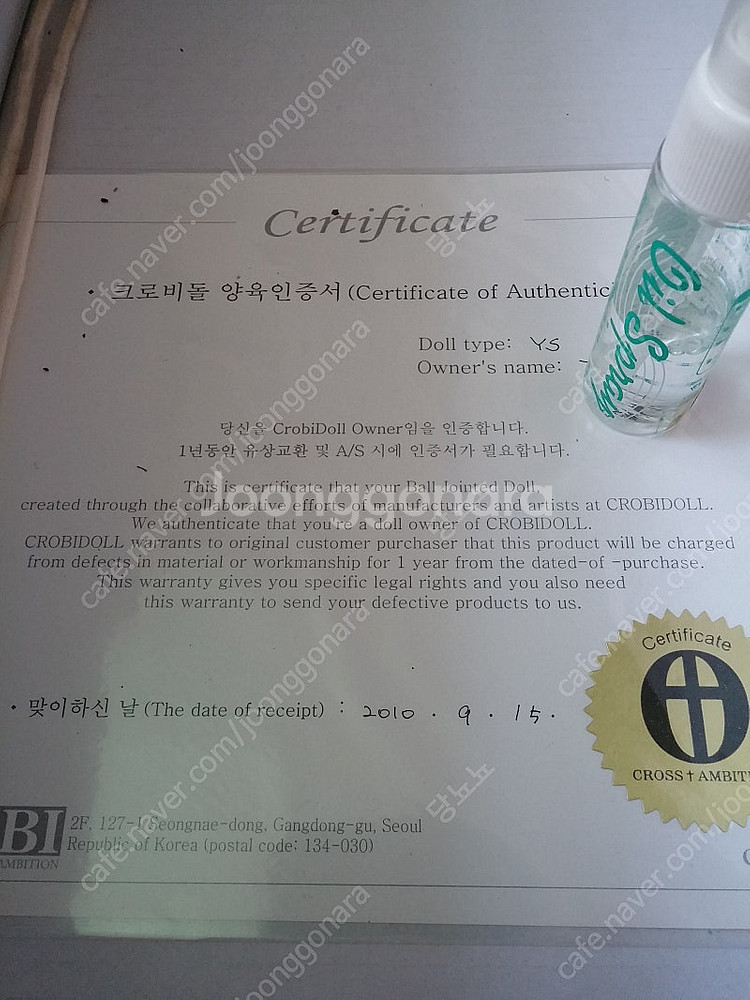 Certificate
• 크로비돌 양육인증서 (Certificate of Authentic
Doll type: YS
Owner's name:
당신을 CrobiDoll Owner임을 인증합니다.
1년동안 유상교환 및 A/S 시에 인증서가 필요합니다.
This is certificate that your Ball Jointed Doll
created through the collaborative efforts of manufacturers and artists at CROBIDOLL.
We authenticate that you're a doll owner of CROBIDOLL.
CROBIDOLL warrants to original customer purchaser that this product will be charged
from defects in material or workmanship for 1 year from the dated-of -purchase.
This warranty gives you specific legal rights and you also need
this warranty to send your defective products to us.
• 맞이하신 날 (The date of receipt) : 2010 . 9 . 15.
Certificate
CROSS†AMBITI
BI
AMBITION
2F, 127-1 Seongnae-dong, Gangdong-gu, Seoul
Republic of Korea (postal code: 134-030)
Oil Spray
Joonggonara
cafe.naver.com/joonggonara
당노노